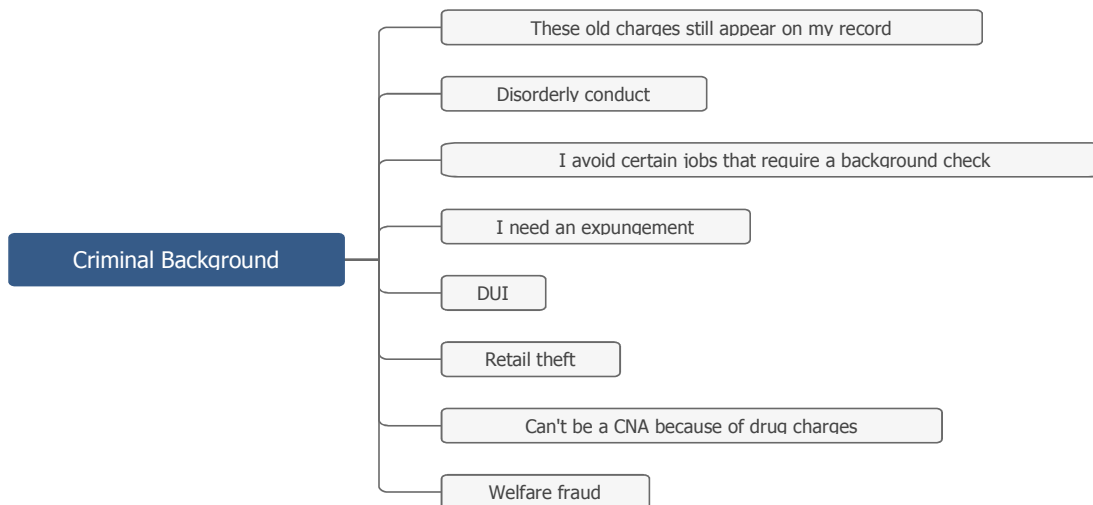 These old charges still appear on my record
Disorderly conduct
I avoid certain jobs that require a background check
I need an expungement
Criminal Background
DUI
Retail theft
Can't be a CNA because of drug charges
Welfare fraud